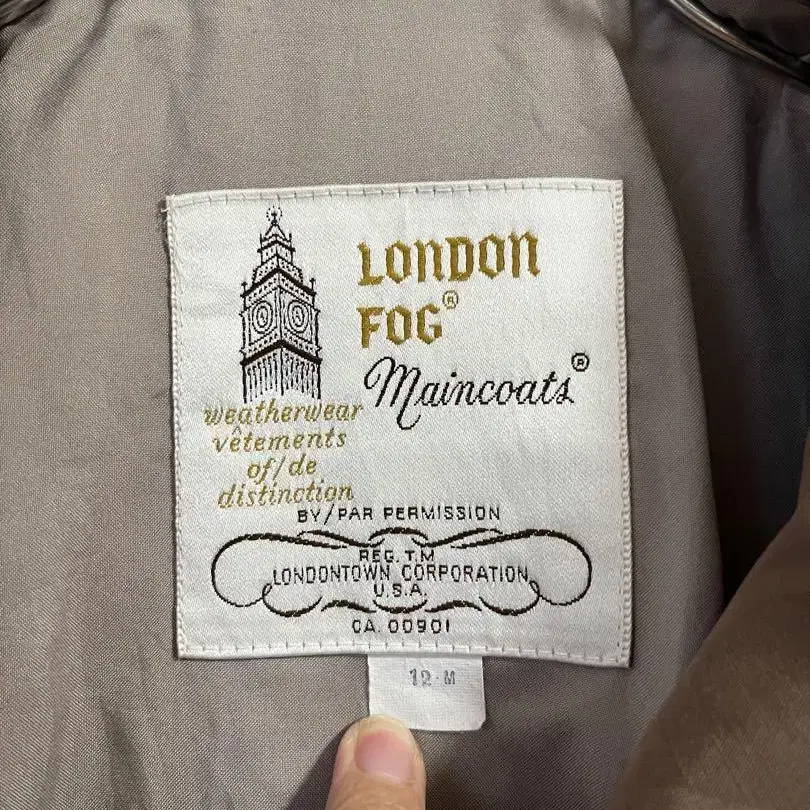 LONDON
FOG®
Maincoats®
weatherwear
vêtements
of/de
distinction
BY/PAR PERMISSION
REG. T.M
LONDONTOWN CORPORATION
U.S.A.
CA. 00901
12·M